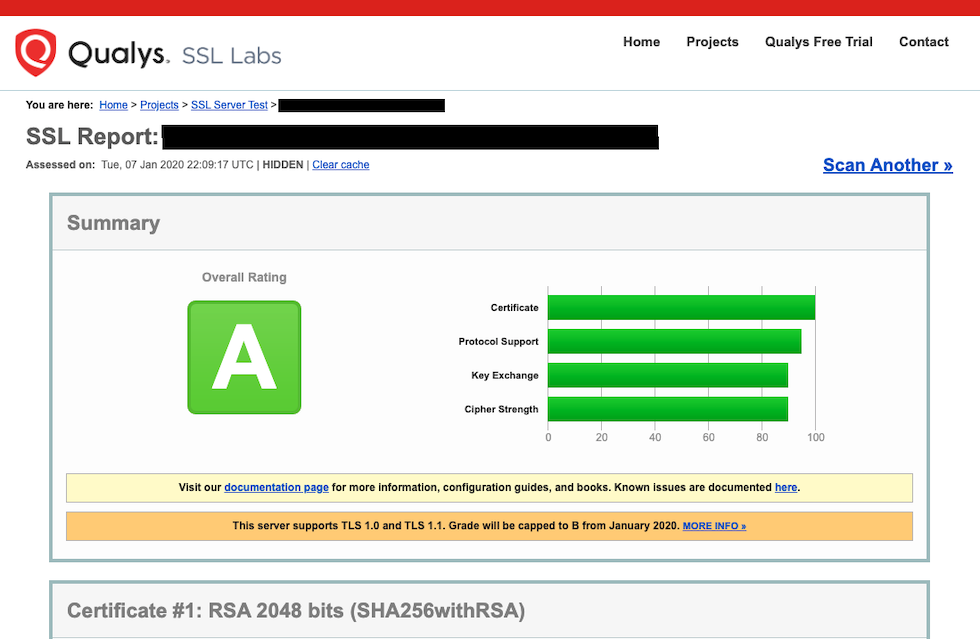 Qualys. SSL Labs
Home Projects Qualys Free Trial Contact
You are here: Home > Projects > SSL Server Test >
SSL Report:
Assessed on: Tue, 07 Jan 2020 22:09:17 UTC | HIDDEN | Clear cache
Scan Another »
Summary
Overall Rating
A
Certificate
Protocol Support
Key Exchange
Cipher Strength
0 20 40 60 80 100
Visit our documentation page for more information, configuration guides, and books. Known issues are documented here.
This server supports TLS 1.0 and TLS 1.1. Grade will be capped to B from January 2020. MORE INFO »
Certificate #1: RSA 2048 bits (SHA256withRSA)